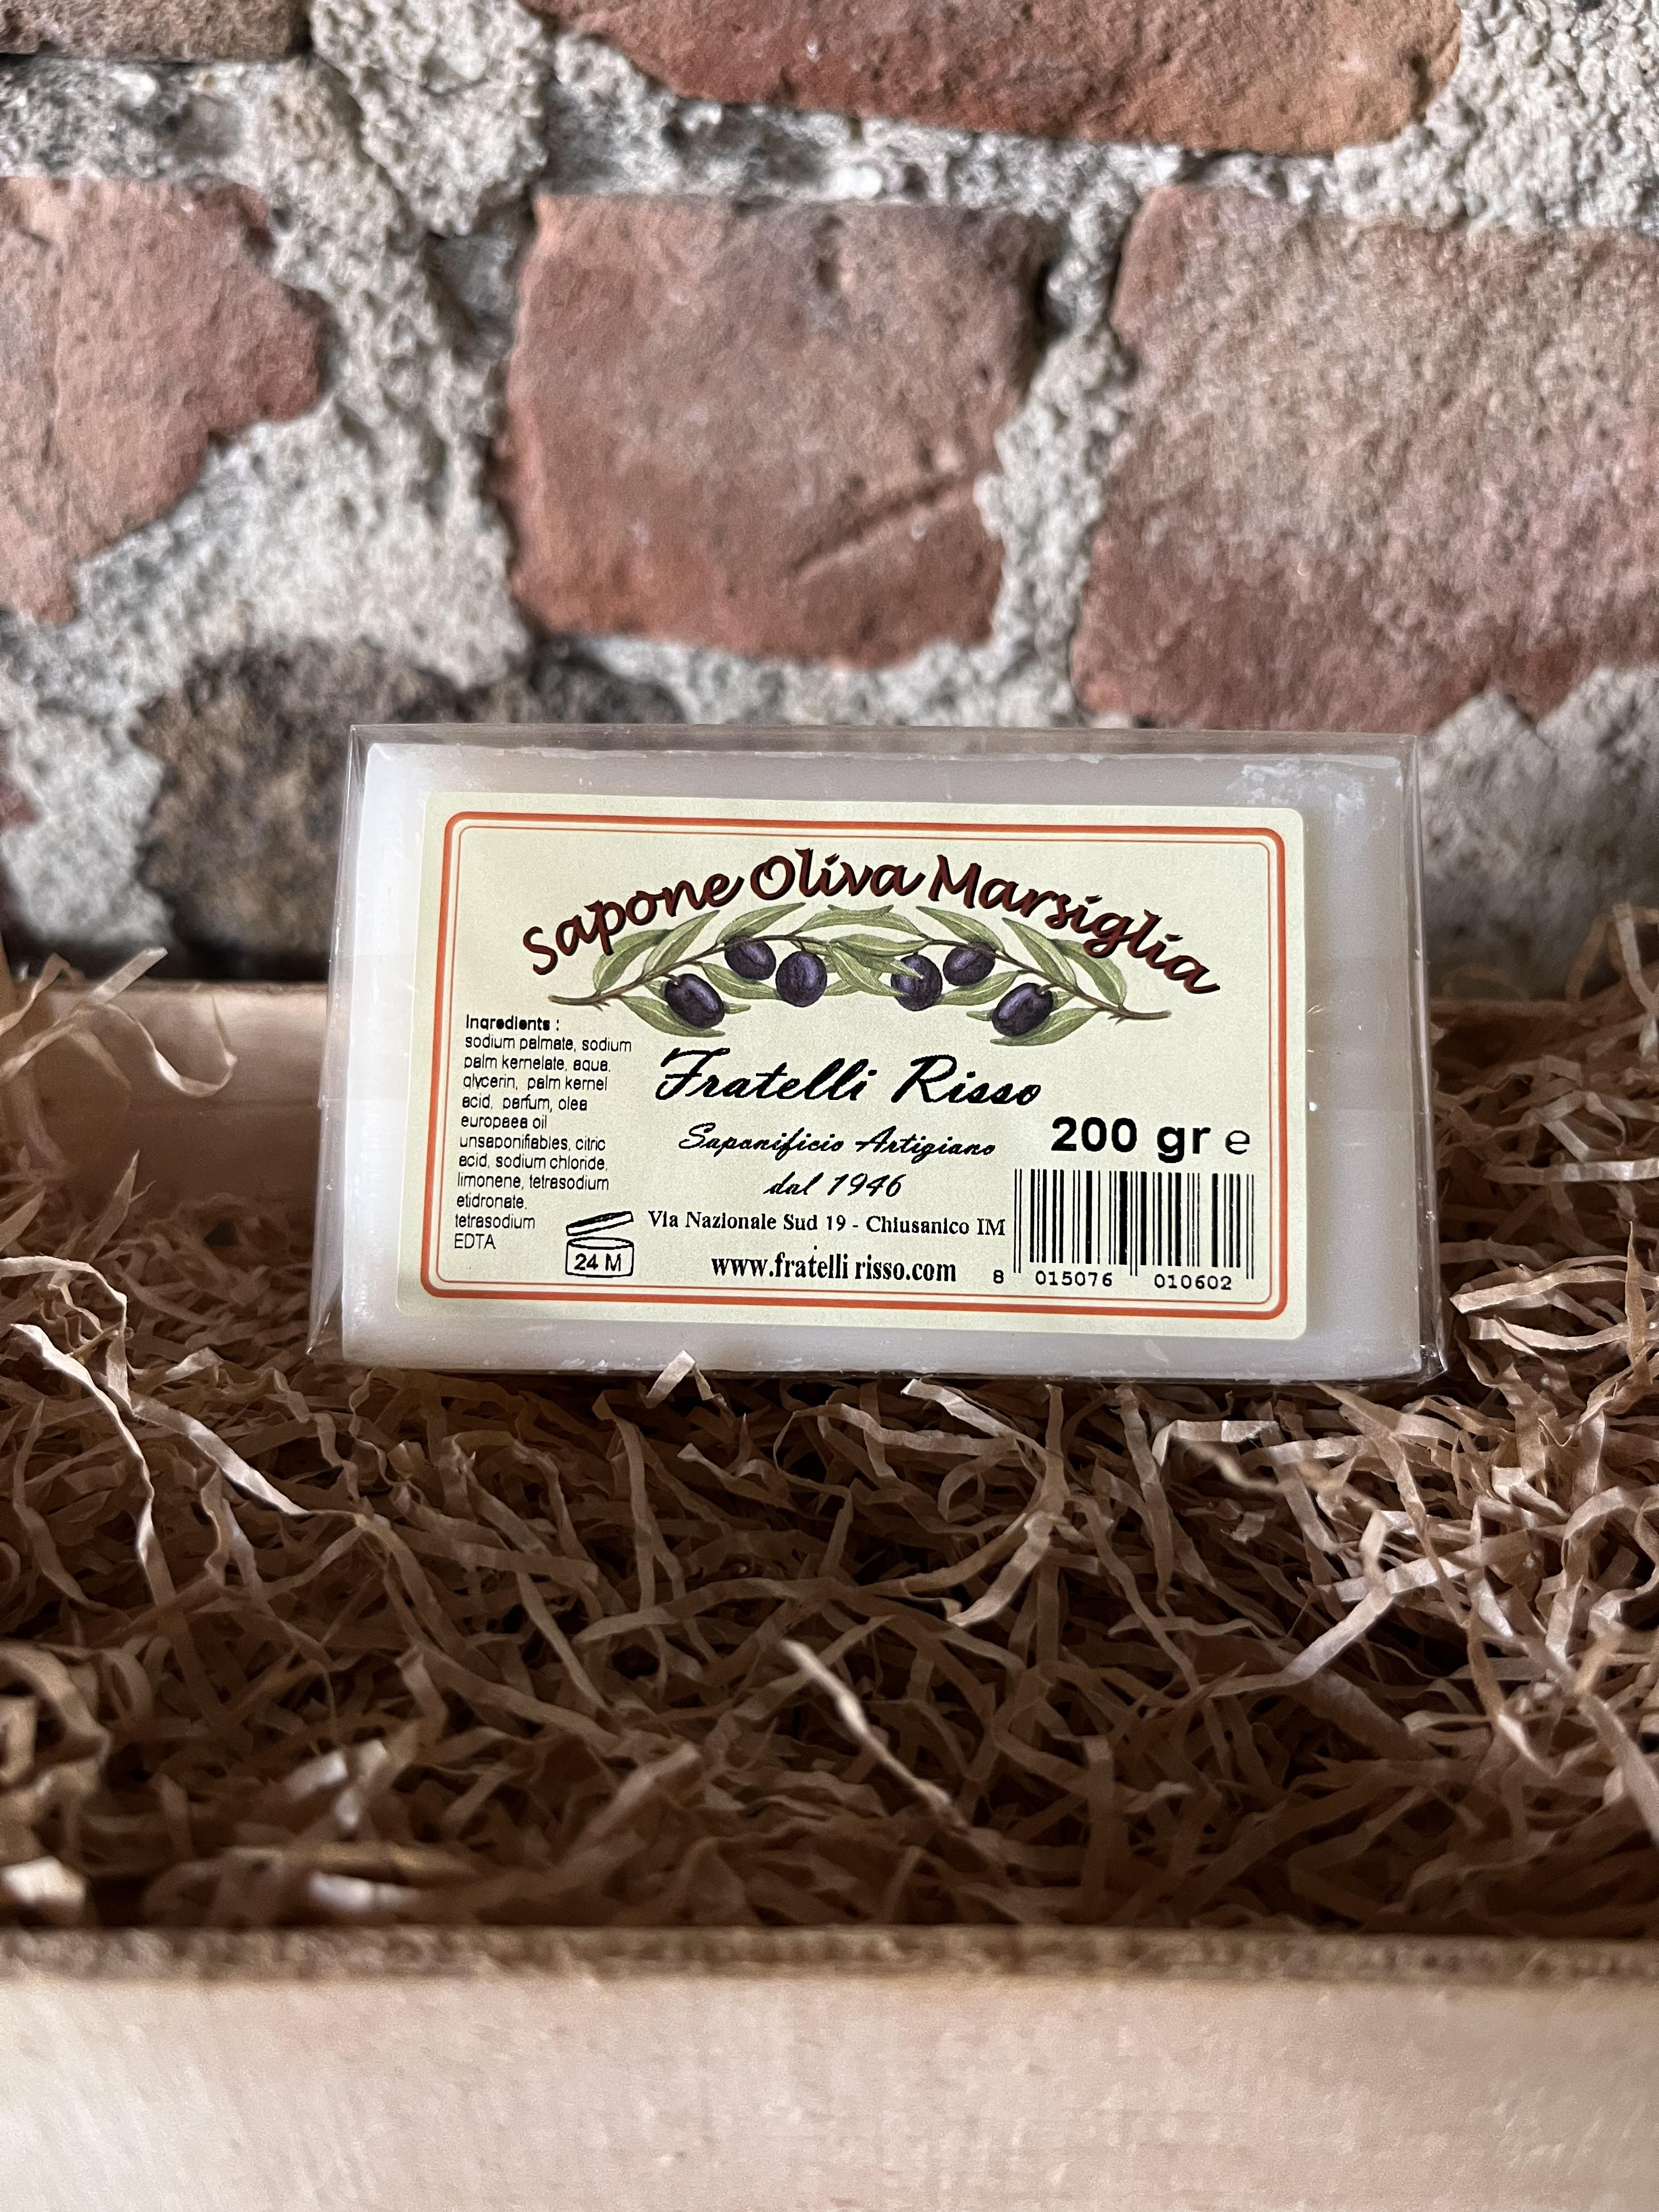 Sapone Oliva Marsiglia
Ingredients :
sodium palmate, sodium
palm kernelate, aqua,
glycerin, palm kernel
acid, parfum, olea
europaea oil
unsaponifiables, citric
acid, sodium chloride,
limonene, tetrasodium
etidronate,
tetrasodium
EDTA
24 M
Fratelli Risso
Saponificio Artigiano
dal 1946
Via Nazionale Sud 19 - Chiusanico IM
www.fratellirisso.com
200 gr e
8 015076 010602